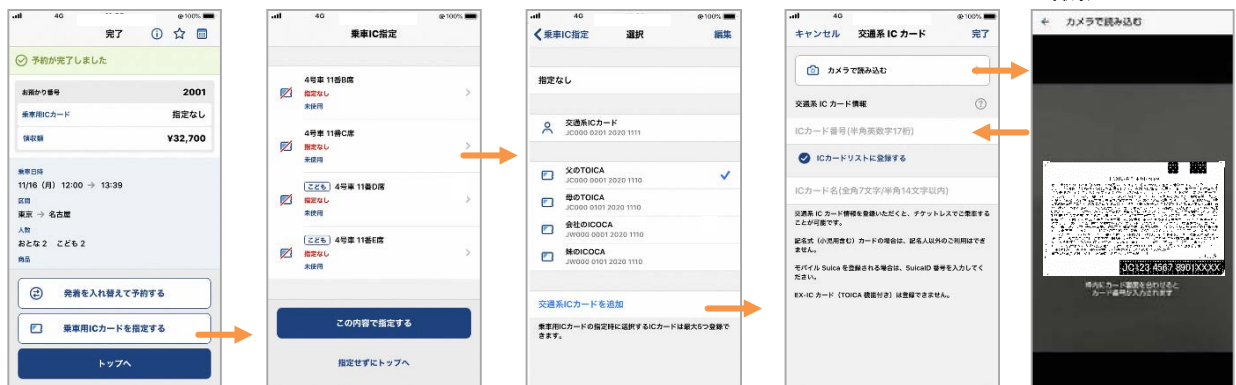 4G
100%
完了
予約が完了しました
お預かり番号 2001
乗車用ICカード 指定なし
領収額 ¥32,700
乗車日時
11/16 (月) 12:00 → 13:39
区間
東京 → 名古屋
人数
おとな2 こども2
商品
発着を入れ替えて予約する
乗車用ICカードを指定する
トップへ
4G
100%
乗車IC指定
4号車 11番B席
指定なし
未使用
4号車 11番C席
指定なし
未使用
こども 4号車 11番D席
指定なし
未使用
こども 4号車 11番E席
指定なし
未使用
この内容で指定する
指定せずにトップへ
4G
100%
乗車IC指定 選択 編集
指定なし
交通系ICカード
JC000 0201 2020 1111
父のTOICA
JC000 0001 2020 1110
母のTOICA
JC000 0101 2020 1110
会社のICOCA
JW000 0001 2020 1110
妹のICOCA
JW000 0101 2020 1110
交通系ICカードを追加
乗車用ICカードの指定時に選択するICカードは最大5つ登録で
きます。
4G
100%
キャンセル 交通系 IC カード 完了
カメラで読み込む
交通系 IC カード情報
ICカード番号(半角英数字17桁)
ICカードリストに登録する
ICカード名(全角7文字/半角14文字以内)
交通系 IC カード情報を登録いただくと、チケットレスでご乗車する
ことが可能です。
記名式（小児用含む）カードの場合は、記名人以外のご利用はでき
ません。
モバイル Suica を登録される場合は、SuicaID 番号を入力してく
ださい。
EX-IC カード（TOICA 機能付き）は登録できません。
カメラで読み込む
JC123 4567 8901XXXX
枠内にカード裏面を合わせると
カード番号が入力されます